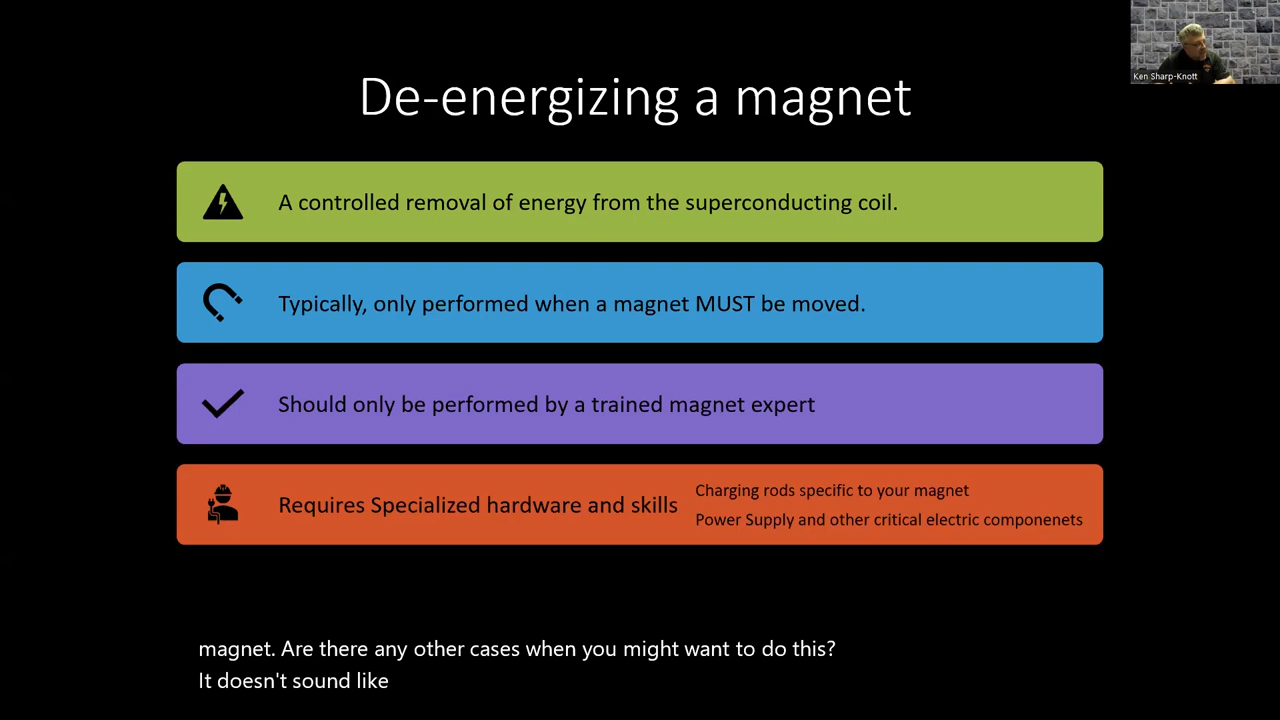 Ken Sharp-Knott
De-energizing a magnet
A controlled removal of energy from the superconducting coil.
Typically, only performed when a magnet MUST be moved.
Should only be performed by a trained magnet expert
Requires Specialized hardware and skills
Charging rods specific to your magnet
Power Supply and other critical electric componenets
magnet. Are there any other cases when you might want to do this?
It doesn't sound like